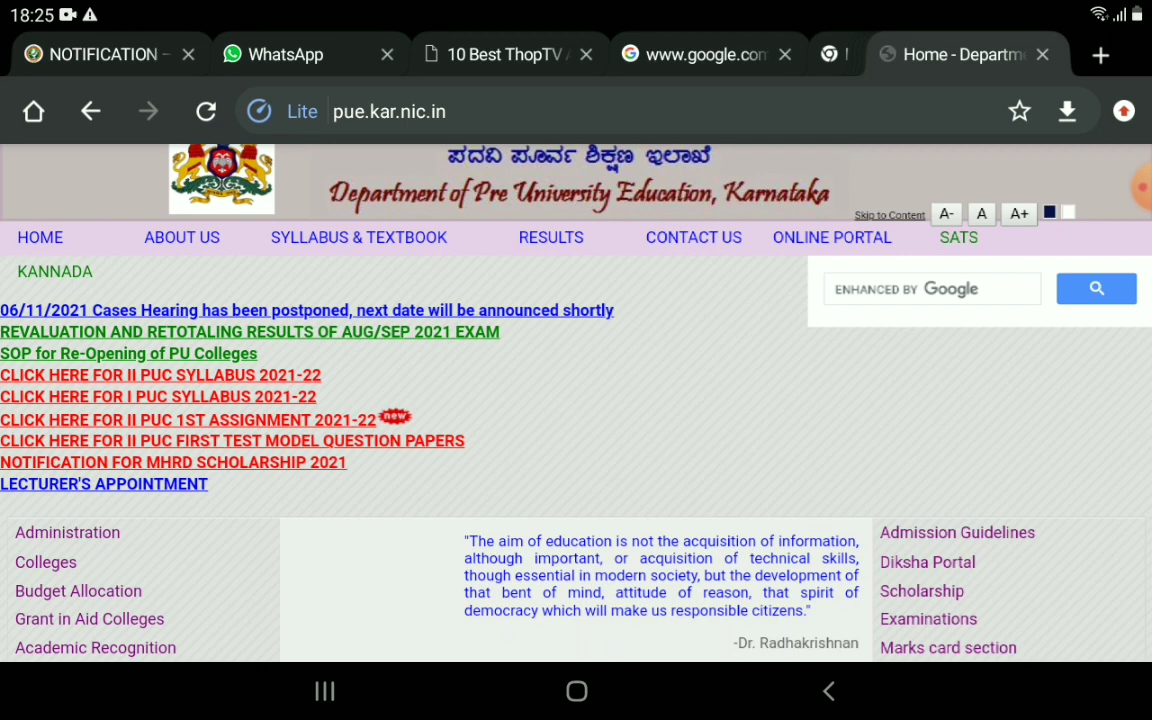 18:25
NOTIFICATION -
WhatsApp
10 Best ThopTV
www.google.com
Home - Departm
Lite pue.kar.nic.in
ಪದವಿ ಪೂರ್ವ ಶಿಕ್ಷಣ ಇಲಾಖೆ
Department of Pre University Education, Karnataka
Skip to Content A- A A+
HOME ABOUT US SYLLABUS & TEXTBOOK RESULTS CONTACT US ONLINE PORTAL SATS
KANNADA
ENHANCED BY Google
06/11/2021 Cases Hearing has been postponed, next date will be announced shortly
REVALUATION AND RETOTALING RESULTS OF AUG/SEP 2021 EXAM
SOP for Re-Opening of PU Colleges
CLICK HERE FOR II PUC SYLLABUS 2021-22
CLICK HERE FOR I PUC SYLLABUS 2021-22
CLICK HERE FOR II PUC 1ST ASSIGNMENT 2021-22 new
CLICK HERE FOR II PUC FIRST TEST MODEL QUESTION PAPERS
NOTIFICATION FOR MHRD SCHOLARSHIP 2021
LECTURER'S APPOINTMENT
Administration
Colleges
Budget Allocation
Grant in Aid Colleges
Academic Recognition
"The aim of education is not the acquisition of information,
although important, or acquisition of technical skills,
though essential in modern society, but the development of
that bent of mind, attitude of reason, that spirit of
democracy which will make us responsible citizens."
-Dr. Radhakrishnan
Admission Guidelines
Diksha Portal
Scholarship
Examinations
Marks card section